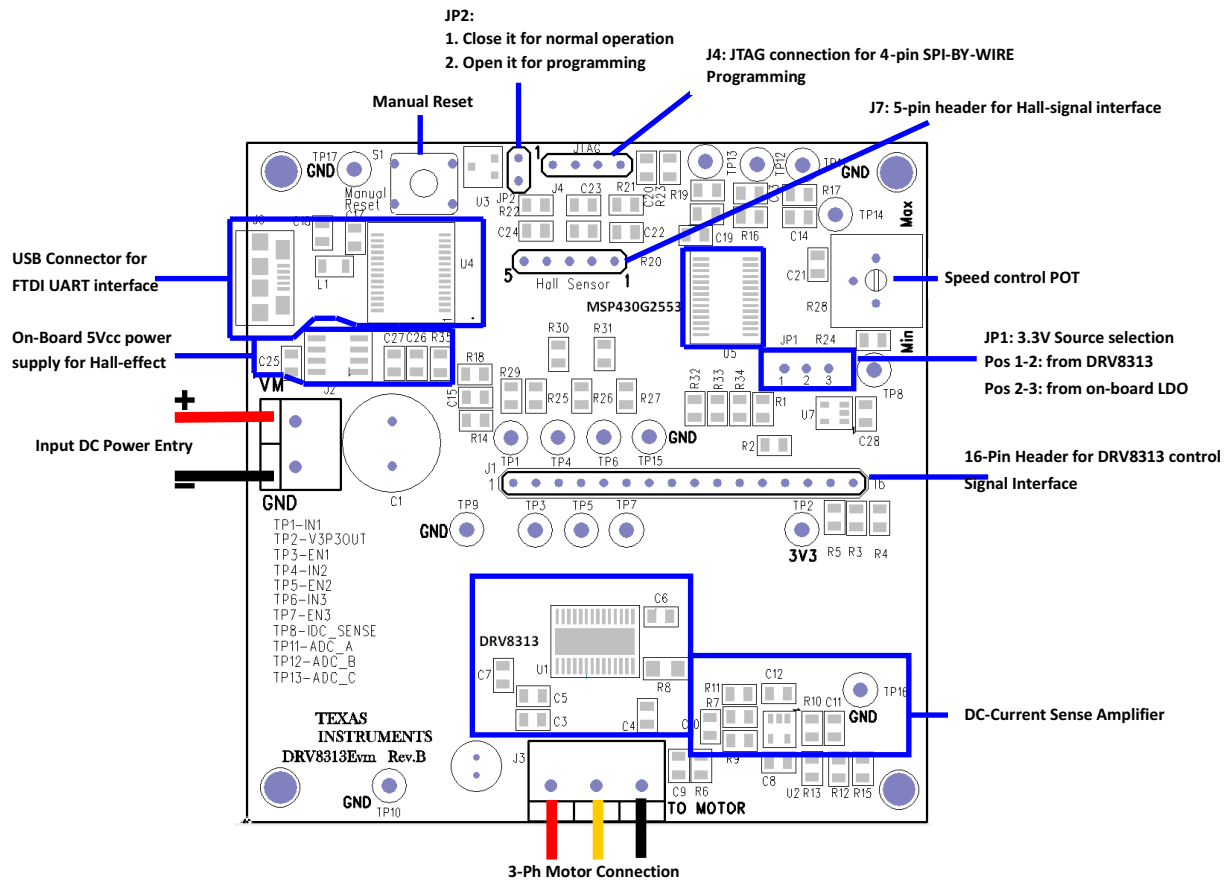 JP2:
1. Close it for normal operation
2. Open it for programming
J4: JTAG connection for 4-pin SPI-BY-WIRE
Programming
Manual Reset
J7: 5-pin header for Hall-signal interface
TP17
GND
S1
Manual
Reset
U3
JP2
1
JTAG
J4
C23
R21
C20
R23
R19
TP13
TP12
GND
R17
TP14
Max
R22
C24
C22
C19
R16
C14
C21
R28
Min
5
Hall Sensor
1
R20
MSP430G2553
U5
C17
L1
U4
USB Connector for
FTDI UART interface
Speed control POT
On-Board 5Vcc power
supply for Hall-effect
C25
C27
C26
R35
VM
J2
JP1: 3.3V Source selection
Pos 1-2: from DRV8313
Pos 2-3: from on-board LDO
JP1
R24
1
2
3
TP8
U7
C28
R30
R31
R18
C15
R14
R29
R25
R26
R27
R32
R33
R34
R1
R2
+
Input DC Power Entry
–
GND
C1
TP1
TP4
TP6
TP15
GND
J1
1
16
16-Pin Header for DRV8313 control
Signal Interface
GND
TP9
TP3
TP5
TP7
TP2
3V3
R5
R3
R4
TP1-IN1
TP2-V3P3OUT
TP3-EN1
TP4-IN2
TP5-EN2
TP6-IN3
TP7-EN3
TP8-IDC_SENSE
TP11-ADC_A
TP12-ADC_B
TP13-ADC_C
DRV8313
U1
C6
C7
C5
C3
C4
R8
R11
C12
R7
R10
C11
R9
C8
TP16
GND
DC-Current Sense Amplifier
TEXAS
INSTRUMENTS
DRV8313Evm Rev.B
GND
TP10
J3
C9
R6
U2
R13
R12
R15
TO MOTOR
3-Ph Motor Connection